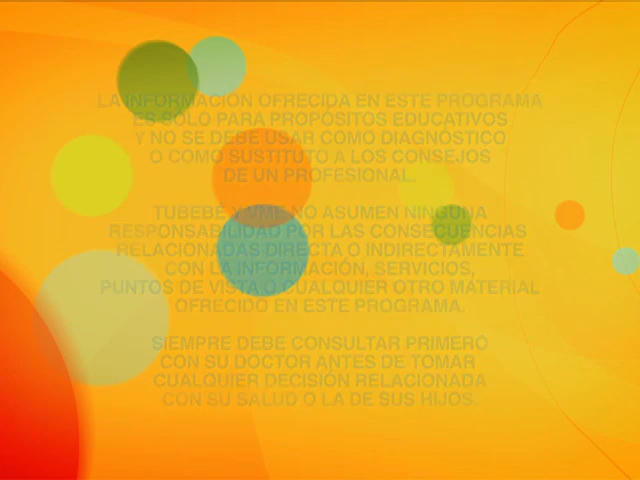 LA INFORMACIÓN OFRECIDA EN ESTE PROGRAMA
ES SOLO PARA PROPÓSITOS EDUCATIVOS
Y NO SE DEBE USAR COMO DIAGNÓSTICO
O COMO SUSTITUTO A LOS CONSEJOS
DE UN PROFESIONAL.
TUBEBÉ Y UME NO ASUMEN NINGUNA
RESPONSABILIDAD POR LAS CONSECUENCIAS
RELACIONADAS DIRECTA O INDIRECTAMENTE
CON LA INFORMACIÓN, SERVICIOS,
PUNTOS DE VISTA O CUALQUIER OTRO MATERIAL
OFRECIDO EN ESTE PROGRAMA.
SIEMPRE DEBE CONSULTAR PRIMERO
CON SU DOCTOR ANTES DE TOMAR
CUALQUIER DECISIÓN RELACIONADA
CON SU SALUD O LA DE SUS HIJOS.